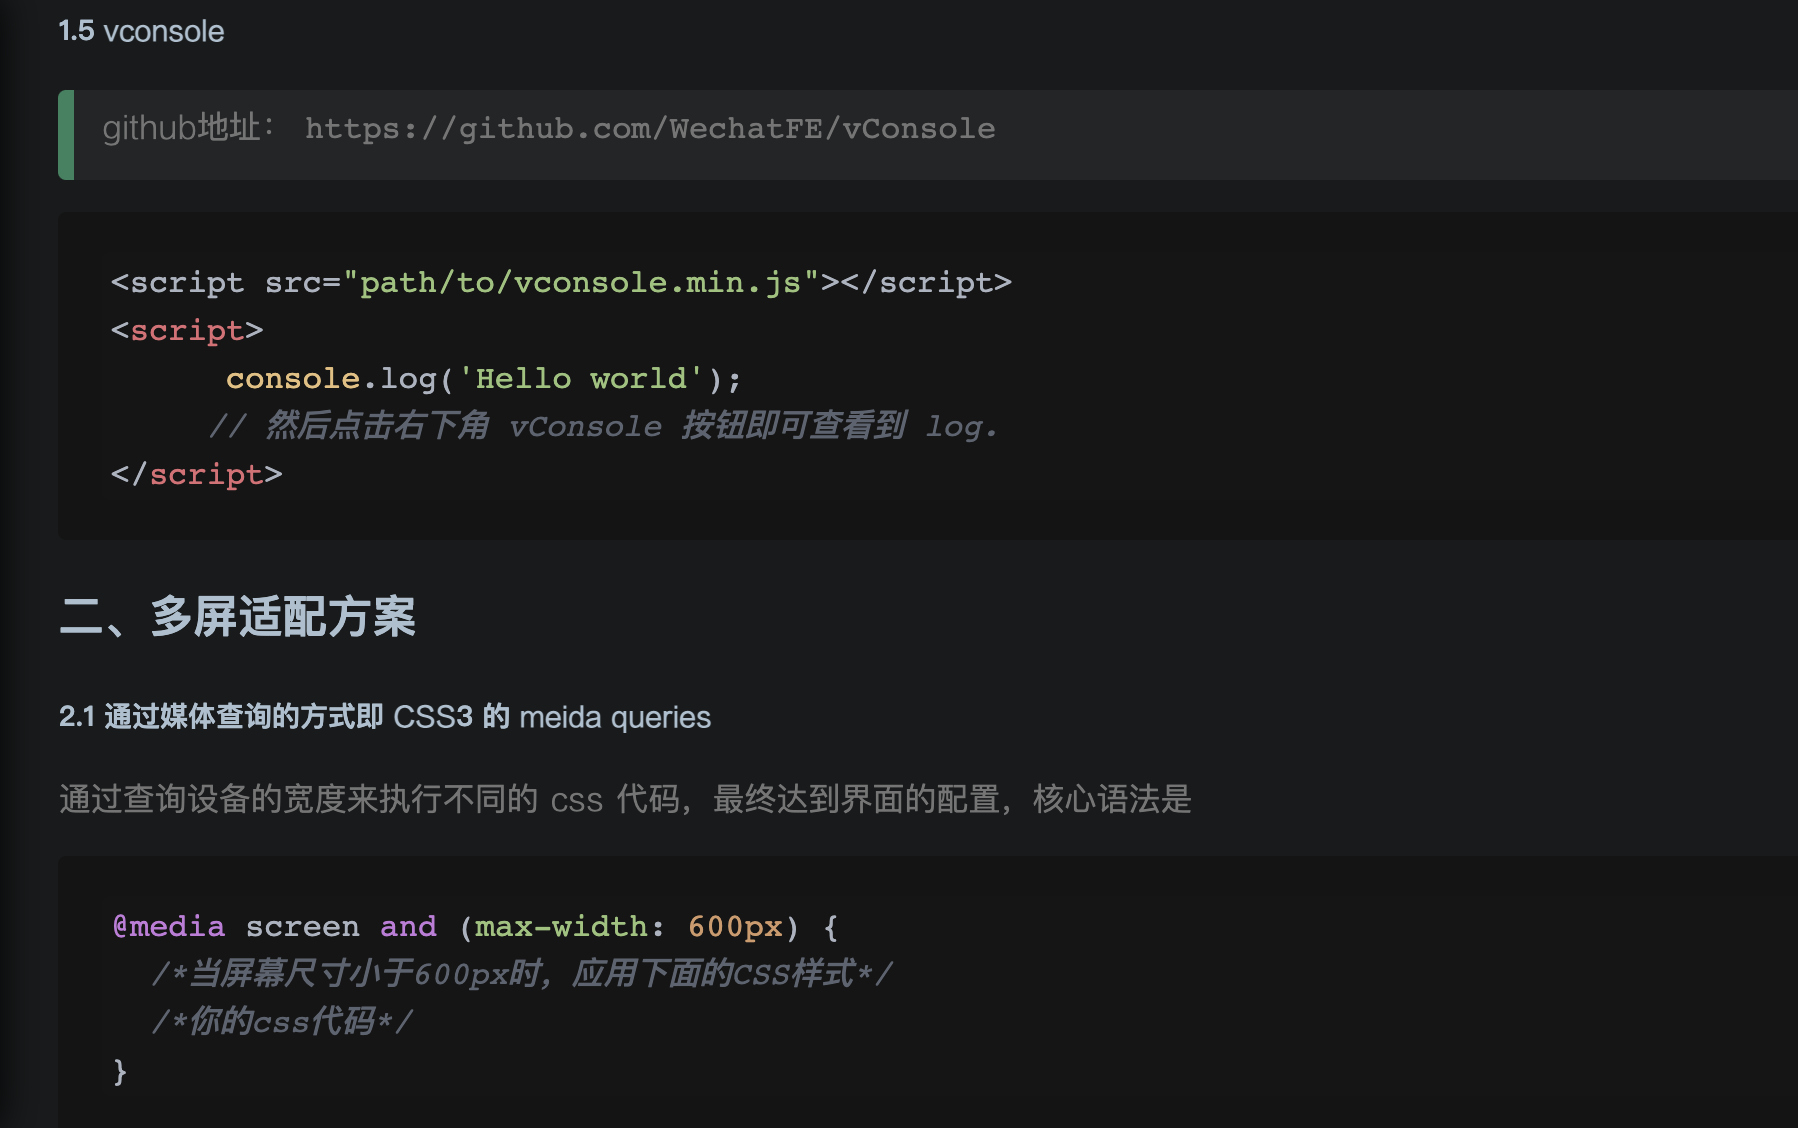 1.5 vconsole
github地址： https://github.com/WechatFE/vConsole
<script src="path/to/vconsole.min.js"></script>
<script>
console.log('Hello world');
// 然后点击右下角 vConsole 按钮即可查看到 log.
</script>
二、多屏适配方案
2.1 通过媒体查询的方式即 CSS3 的 meida queries
通过查询设备的宽度来执行不同的 css 代码，最终达到界面的配置，核心语法是
@media screen and (max-width: 600px) {
/*当屏幕尺寸小于600px时，应用下面的CSS样式*/
/*你的css代码*/
}